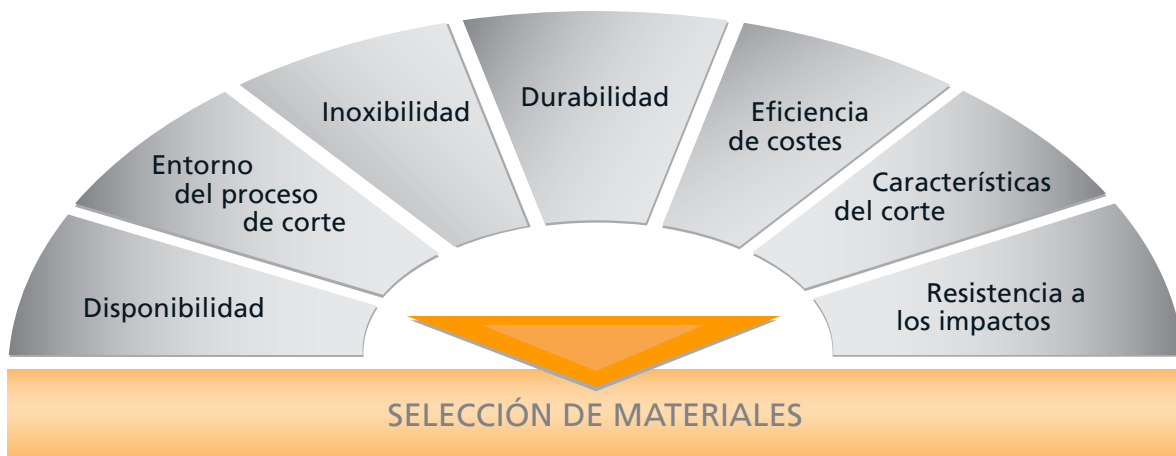 Disponibilidad
Entorno
del proceso
de corte
Inoxibilidad
Durabilidad
Eficiencia
de costes
Características
del corte
Resistencia a
los impactos
SELECCIÓN DE MATERIALES